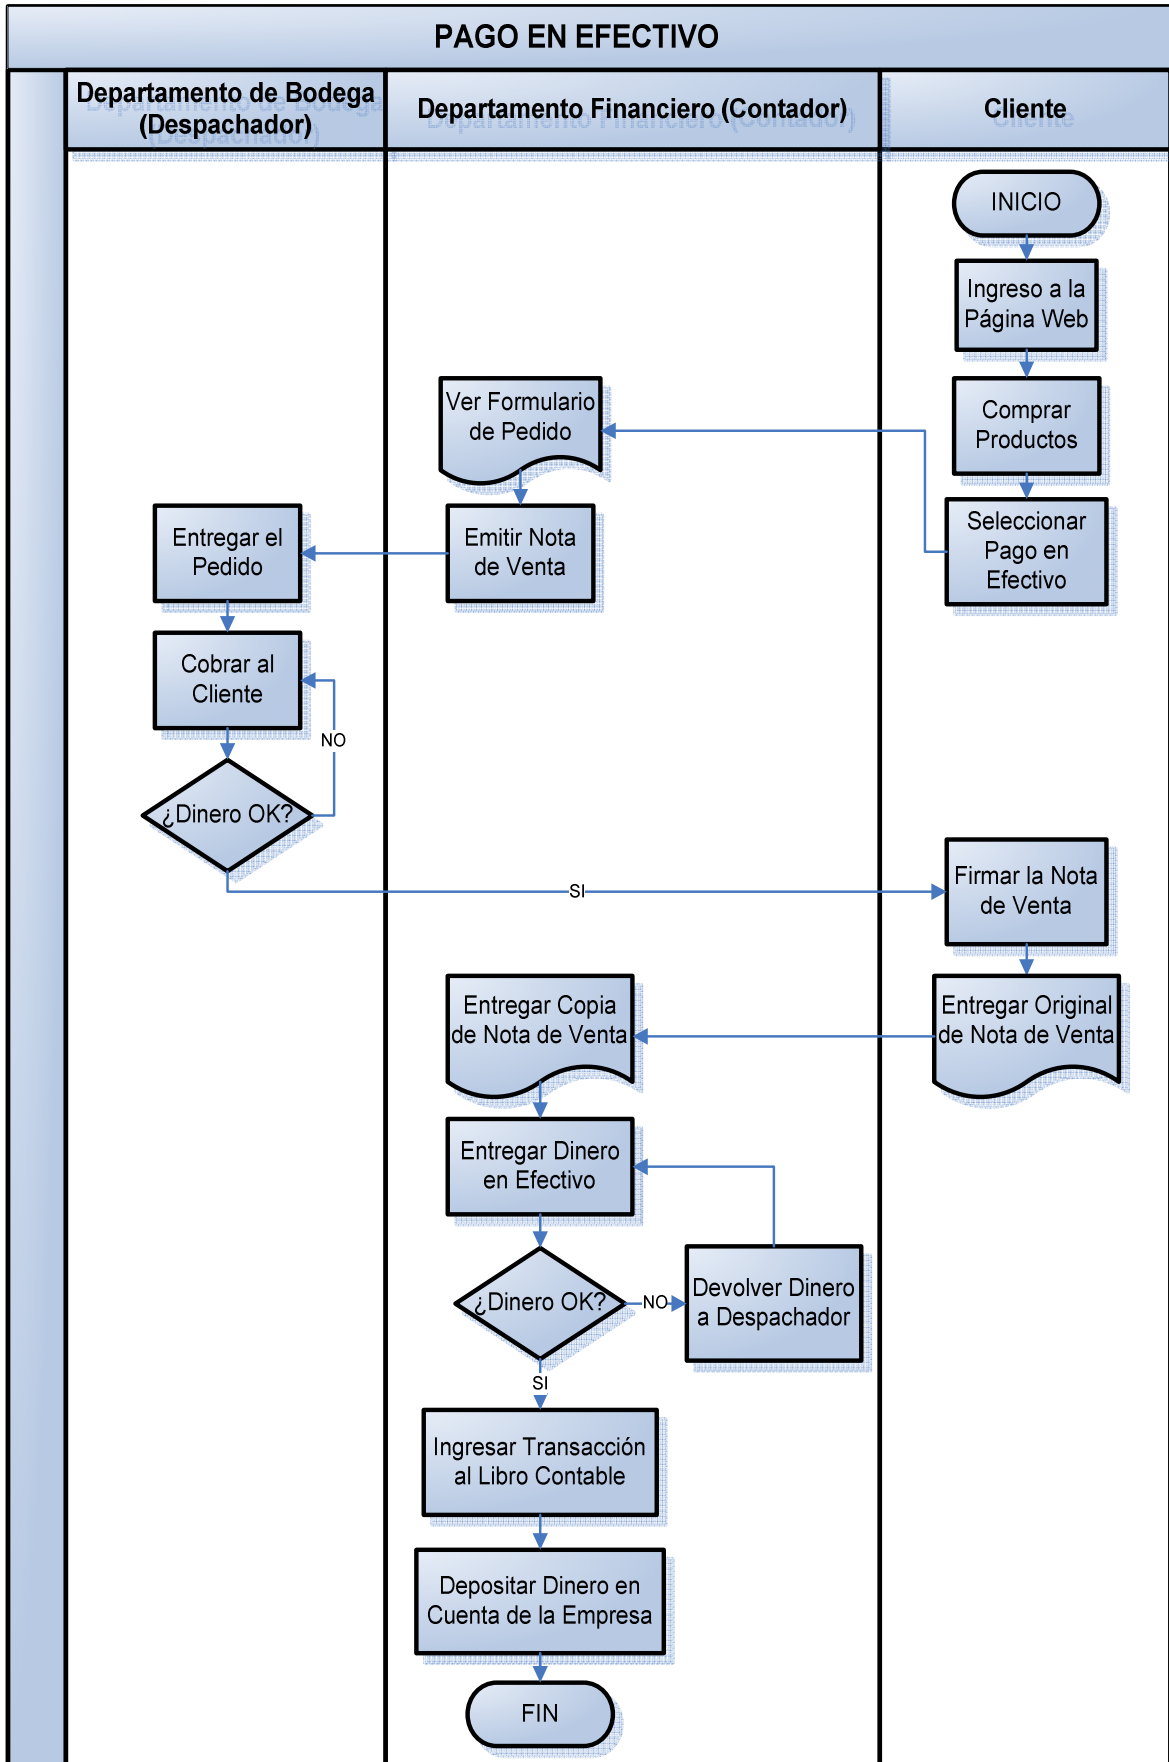 PAGO EN EFECTIVO
Departamento de Bodega
(Despachador)
Departamento Financiero (Contador)
Cliente
INICIO
Ingreso a la
Página Web
Comprar
Productos
Seleccionar
Pago en
Efectivo
Ver Formulario
de Pedido
Emitir Nota
de Venta
Entregar el
Pedido
Cobrar al
Cliente
NO
¿Dinero OK?
SI
Firmar la Nota
de Venta
Entregar Original
de Nota de Venta
Entregar Copia
de Nota de Venta
Entregar Dinero
en Efectivo
¿Dinero OK?
NO
Devolver Dinero
a Despachador
SI
Ingresar Transacción
al Libro Contable
Depositar Dinero en
Cuenta de la Empresa
FIN